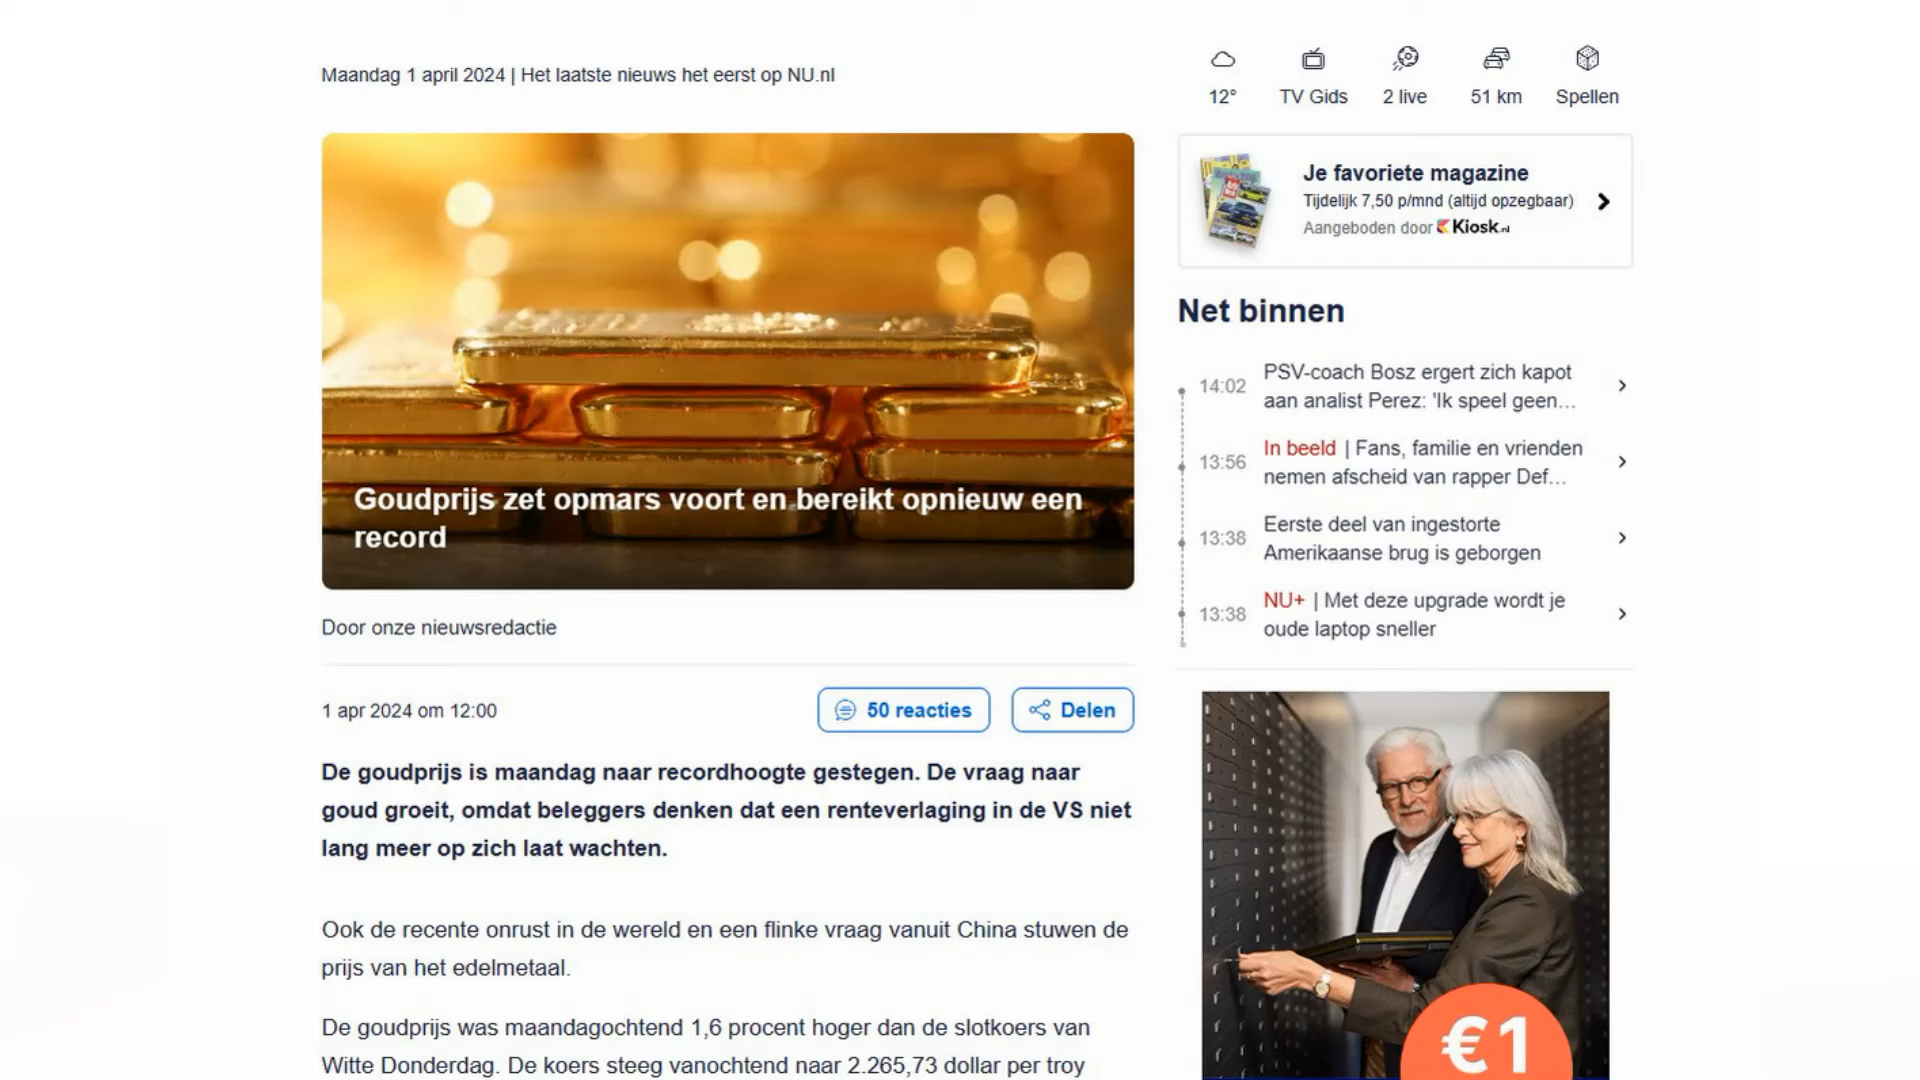 Maandag 1 april 2024 | Het laatste nieuws het eerst op NU.nl
12°
TV Gids
2 live
51 km
Spellen
Goudprijs zet opmars voort en bereikt opnieuw een
record
Door onze nieuwsredactie
1 apr 2024 om 12:00
50 reacties
Delen
De goudprijs is maandag naar recordhoogte gestegen. De vraag naar
goud groeit, omdat beleggers denken dat een renteverlaging in de VS niet
lang meer op zich laat wachten.
Ook de recente onrust in de wereld en een flinke vraag vanuit China stuwen de
prijs van het edelmetaal.
De goudprijs was maandagochtend 1,6 procent hoger dan de slotkoers van
Witte Donderdag. De koers steeg vanochtend naar 2.265,73 dollar per troy
Je favoriete magazine
Tijdelijk 7,50 p/mnd (altijd opzegbaar)
Aangeboden door Kiosk.nl
Net binnen
14:02
PSV-coach Bosz ergert zich kapot
aan analist Perez: 'Ik speel geen...
13:56
In beeld | Fans, familie en vrienden
nemen afscheid van rapper Def...
13:38
Eerste deel van ingestorte
Amerikaanse brug is geborgen
13:38
NU+ | Met deze upgrade wordt je
oude laptop sneller
€1